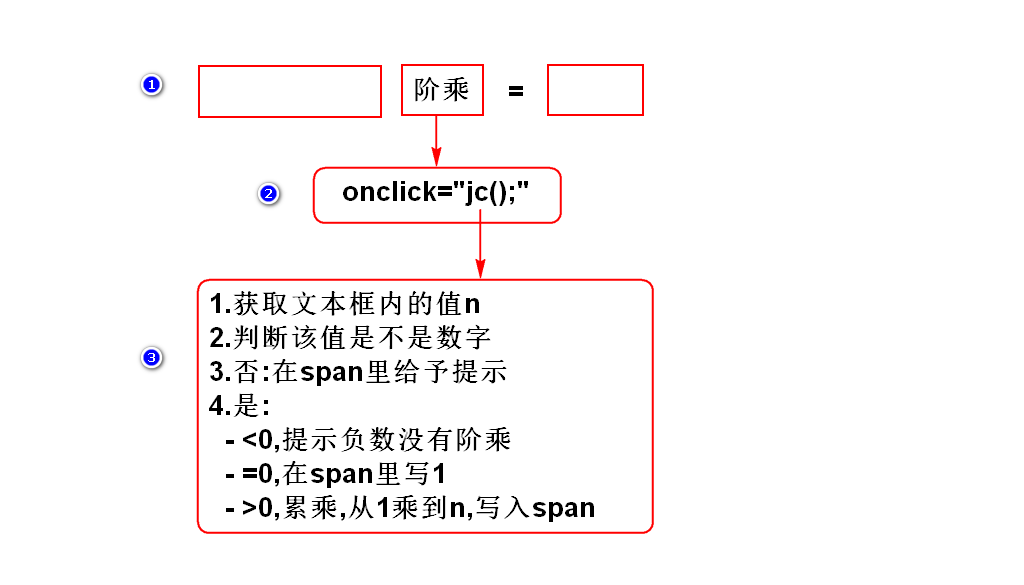 ❶ 阶乘 =
❷ onclick="jc();"
❸
1.获取文本框内的值n
2.判断该值是不是数字
3.否:在span里给予提示
4.是:
- <0,提示负数没有阶乘
- =0,在span里写1
- >0,累乘,从1乘到n,写入span